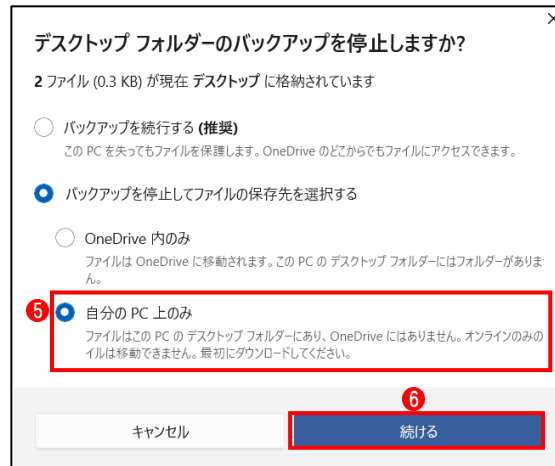 デスクトップ フォルダーのバックアップを停止しますか?
2 ファイル (0.3 KB) が現在 デスクトップ に格納されています
バックアップを続行する (推奨)
この PC を失ってもファイルを保護します。OneDrive のどこからでもファイルにアクセスできます。
バックアップを停止してファイルの保存先を選択する
OneDrive 内のみ
ファイルは OneDrive に移動されます。この PC の デスクトップ フォルダーにはフォルダーがありま
ん。
5 自分の PC 上のみ
ファイルはこの PC の デスクトップ フォルダーにあり、OneDrive にはありません。オンラインのみの
イルは移動できません。最初にダウンロードしてください。
6
キャンセル
続ける